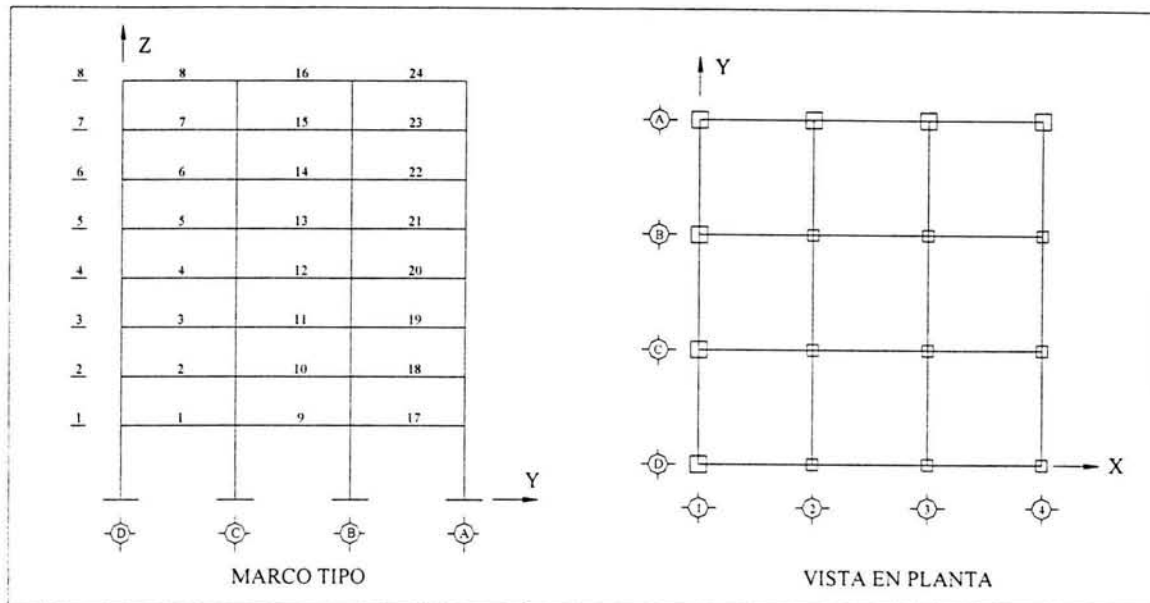 Z
8 8 16 24
7 7 15 23
6 6 14 22
5 5 13 21
4 4 12 20
3 3 11 19
2 2 10 18
1 1 9 17
Y
D C B A
MARCO TIPO
Y
A
B
C
D
X
1 2 3 4
VISTA EN PLANTA